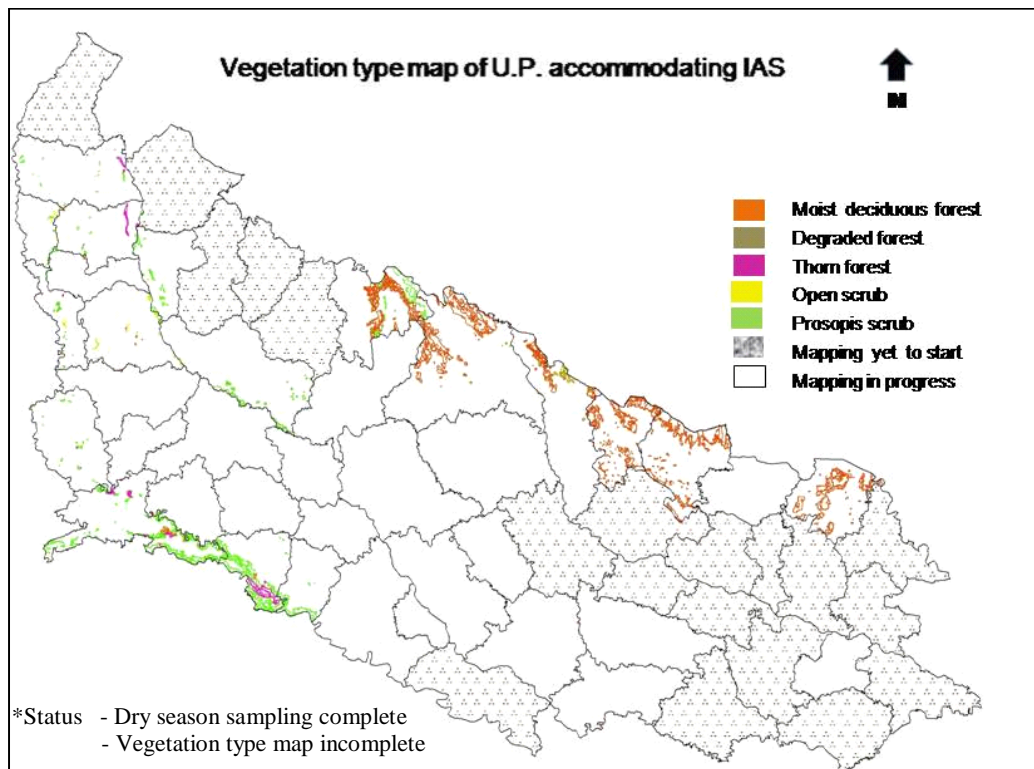 Vegetation type map of U.P. accommodating IAS
N
Moist deciduous forest
Degraded forest
Thorn forest
Open scrub
Prosopis scrub
Mapping yet to start
Mapping in progress
*Status - Dry season sampling complete
- Vegetation type map incomplete